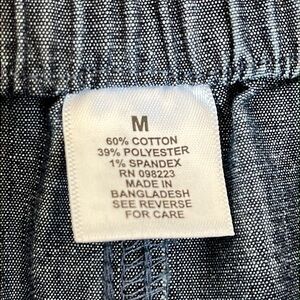 M
60% COTTON
39% POLYESTER
1% SPANDEX
RN 098223
MADE IN
BANGLADESH
SEE REVERSE
FOR CARE